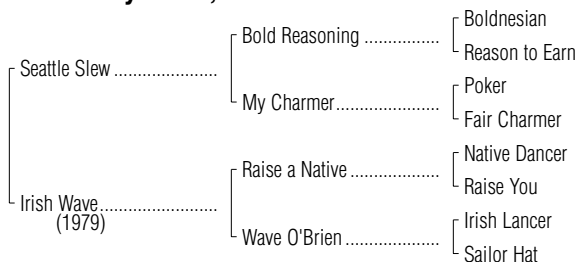 Boldnesian
Bold Reasoning ..................
Reason to Earn
Seattle Slew ........................
Poker
My Charmer........................
Fair Charmer
Native Dancer
Raise a Native ....................
Raise You
Irish Wave...........................
(1979)
Irish Lancer
Wave O'Brien .....................
Sailor Hat